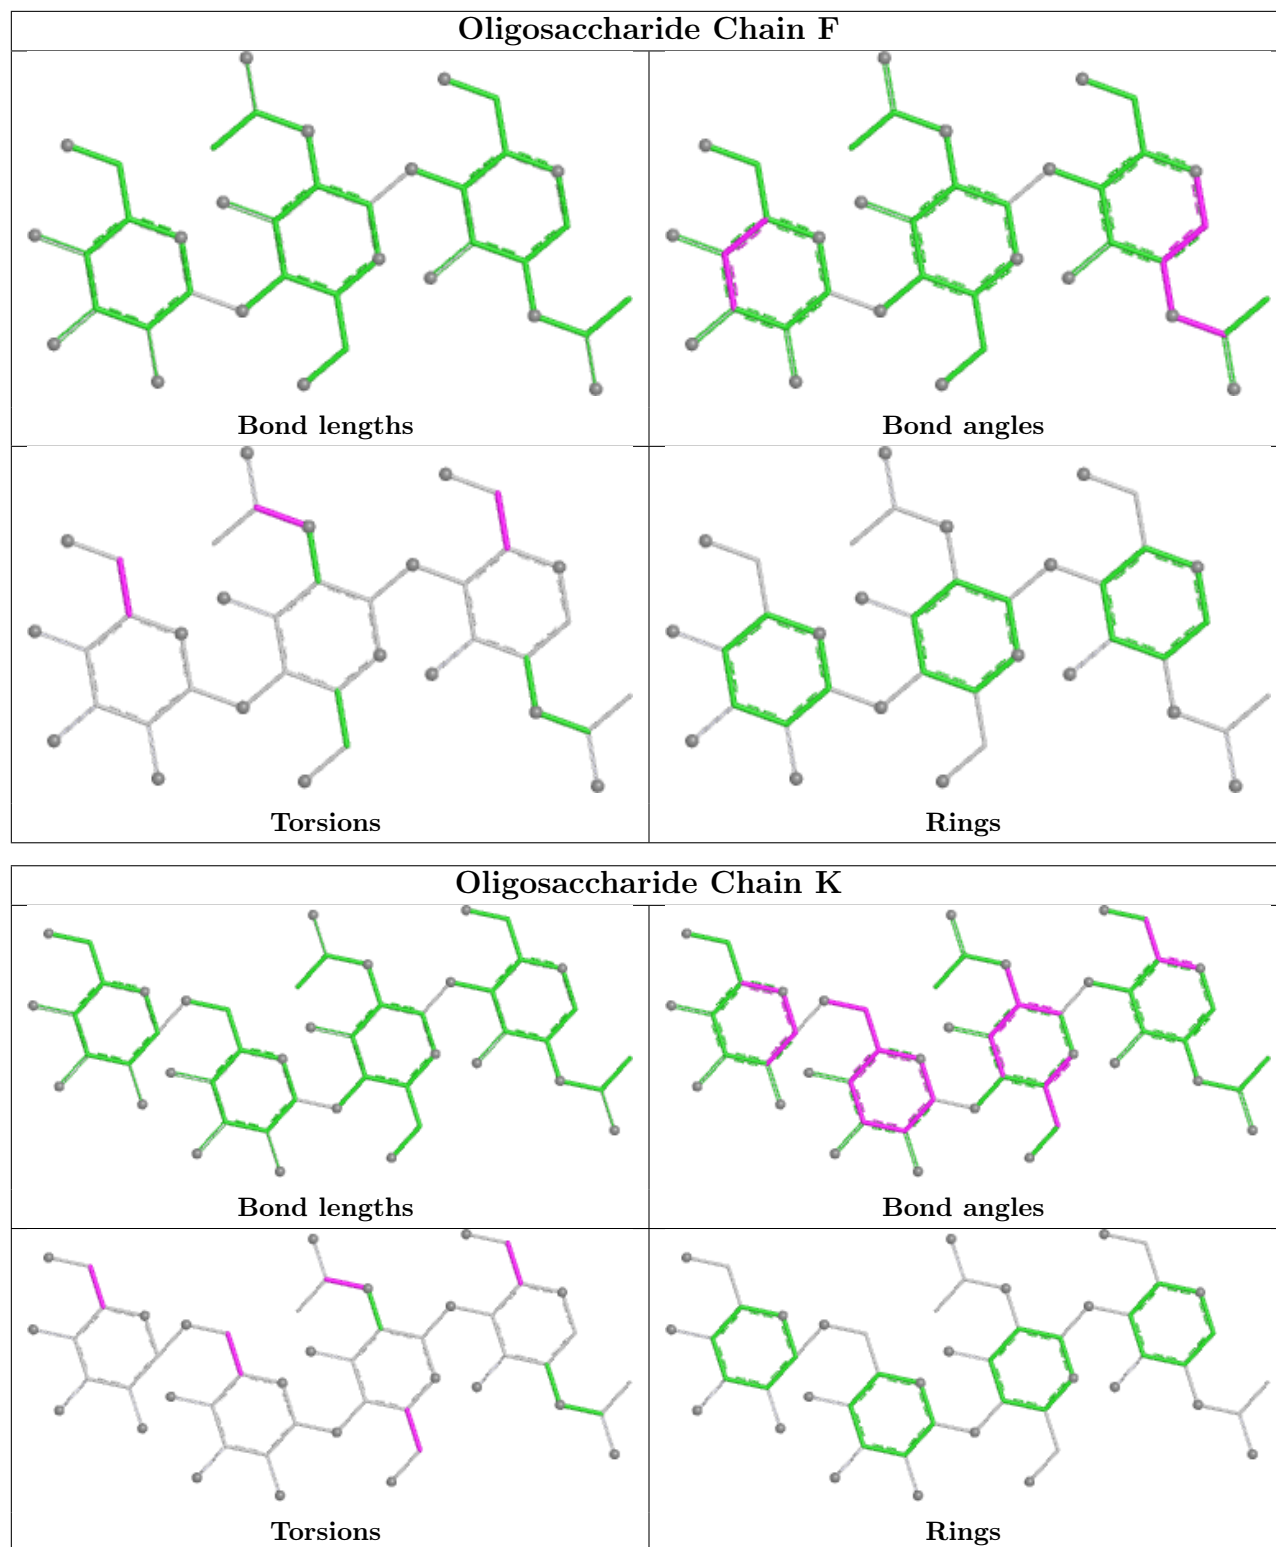 Oligosaccharide Chain F
Bond lengths
Bond angles
Torsions
Rings
Oligosaccharide Chain K
Bond lengths
Bond angles
Torsions
Rings